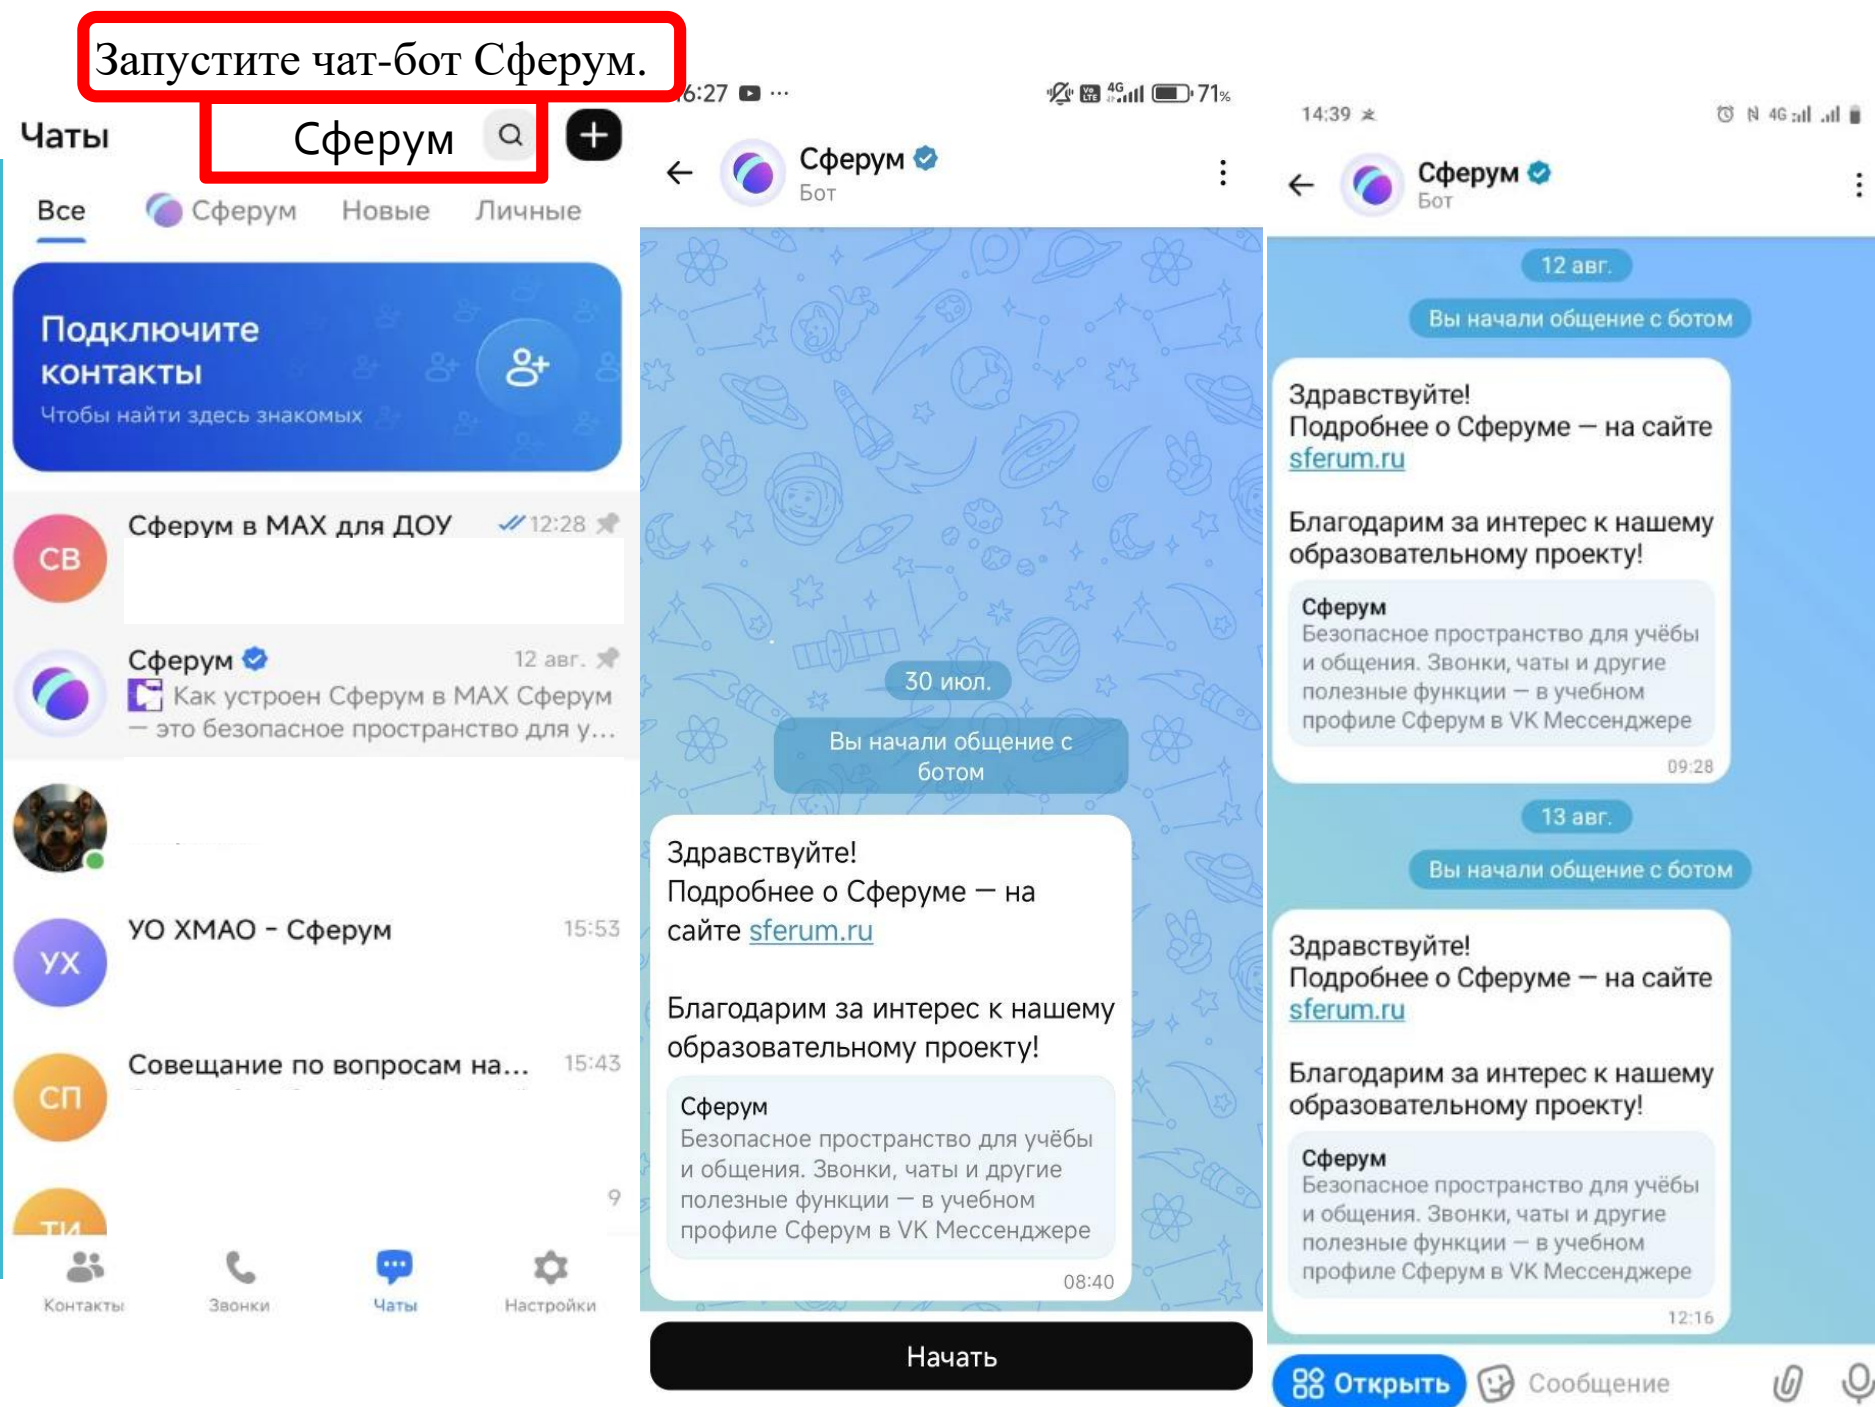 Запустите чат-бот Сферум.
Чаты
Сферум
Все
Сферум
Новые
Личные
Подключите
контакты
Чтобы найти здесь знакомых
СВ
Сферум в MAX для ДОУ
12:28
Сферум
12 авг.
Как устроен Сферум в MAX Сферум
— это безопасное пространство для у...
УХ
УО ХМАО - Сферум
15:53
СП
Совещание по вопросам на...
15:43
ТИ
9
Контакты
Звонки
Чаты
Настройки
6:27
4G
71%
Сферум
Бот
30 июл.
Вы начали общение с
ботом
Здравствуйте!
Подробнее о Сферуме — на
сайте sferum.ru
Благодарим за интерес к нашему
образовательному проекту!
Сферум
Безопасное пространство для учёбы
и общения. Звонки, чаты и другие
полезные функции — в учебном
профиле Сферум в VK Мессенджере
08:40
Начать
14:39
4G
Сферум
Бот
12 авг.
Вы начали общение с ботом
Здравствуйте!
Подробнее о Сферуме — на сайте
sferum.ru
Благодарим за интерес к нашему
образовательному проекту!
Сферум
Безопасное пространство для учёбы
и общения. Звонки, чаты и другие
полезные функции — в учебном
профиле Сферум в VK Мессенджере
09:28
13 авг.
Вы начали общение с ботом
Здравствуйте!
Подробнее о Сферуме — на сайте
sferum.ru
Благодарим за интерес к нашему
образовательному проекту!
Сферум
Безопасное пространство для учёбы
и общения. Звонки, чаты и другие
полезные функции — в учебном
профиле Сферум в VK Мессенджере
12:16
Открыть
Сообщение